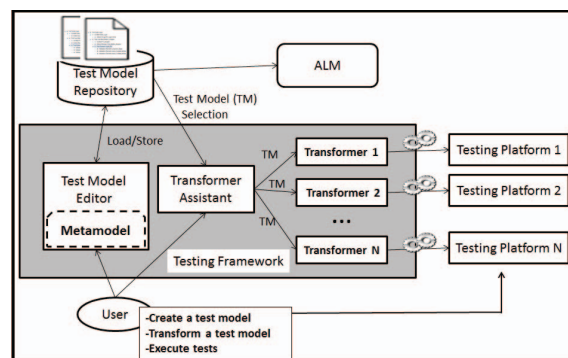 Test Model
Repository
ALM
Test Model (TM)
Selection
Load/Store
Test Model
Editor
Metamodel
Transformer
Assistant
TM
Transformer 1
Testing Platform 1
TM
Transformer 2
Testing Platform 2
...
TM
Transformer N
Testing Platform N
Testing Framework
User
-Create a test model
-Transform a test model
-Execute tests